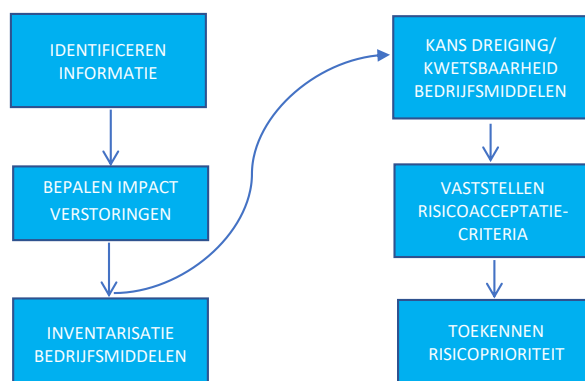 IDENTIFICEREN
INFORMATIE
BEPALEN IMPACT
VERSTORINGEN
INVENTARISATIE
BEDRIJFSMIDDELEN
KANS DREIGING/
KWETSBAARHEID
BEDRIJFSMIDDELEN
VASTSTELLEN
RISICOACCEPTATIE-
CRITERIA
TOEKENNEN
RISICOPRIORITEIT